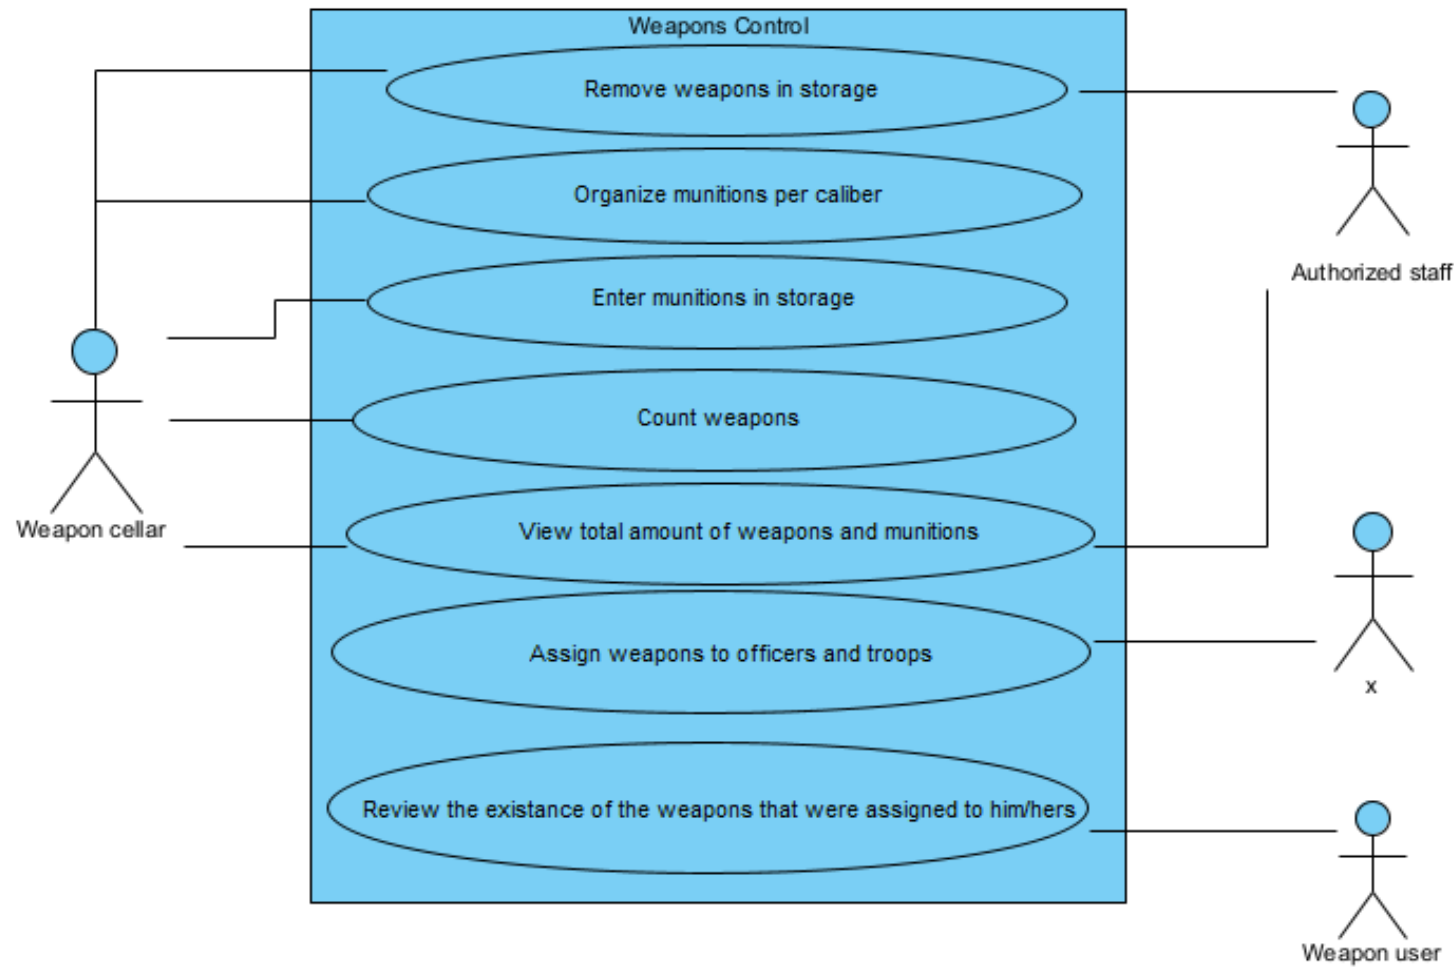 Weapons Control
Remove weapons in storage
Organize munitions per caliber
Authorized staff
Enter munitions in storage
Count weapons
Weapon cellar
View total amount of weapons and munitions
Assign weapons to officers and troops
x
Review the existance of the weapons that were assigned to him/hers
Weapon user